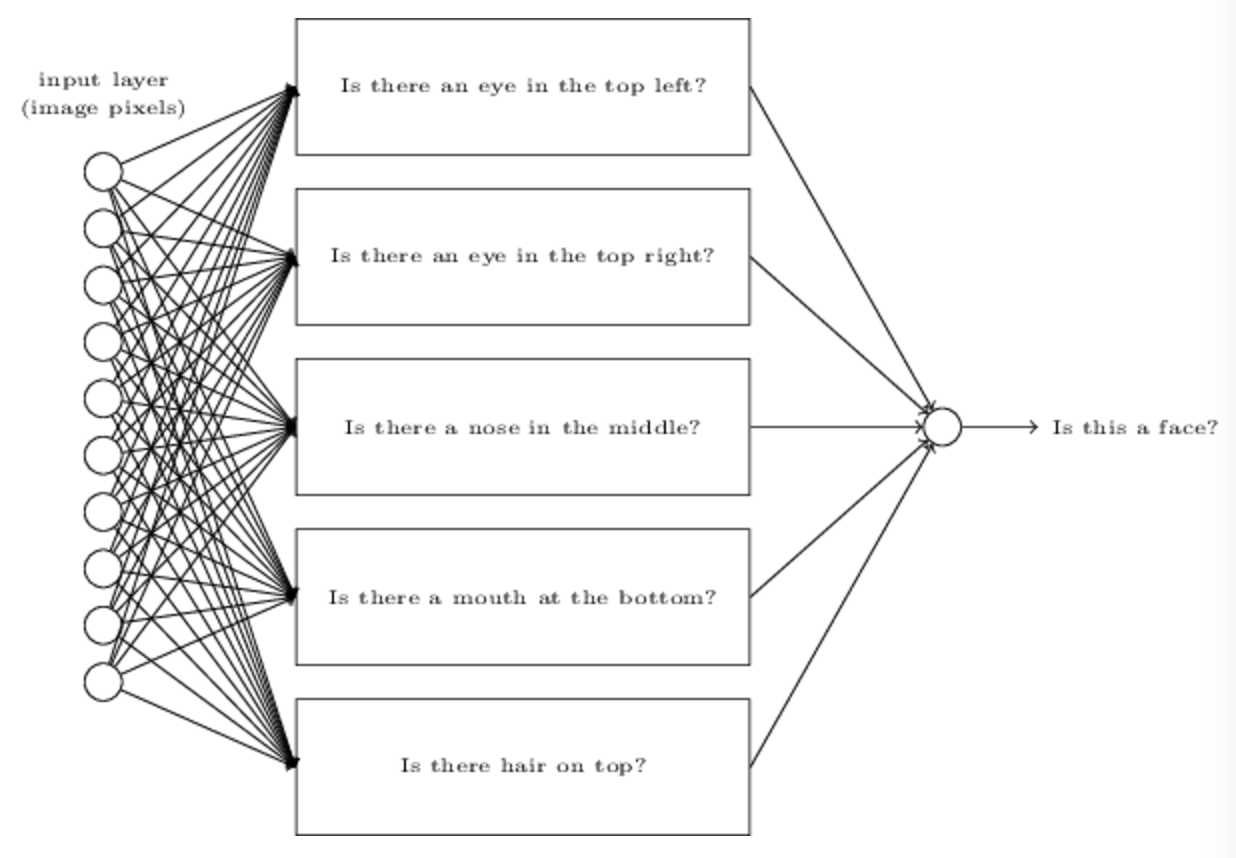 input layer
(image pixels)
Is there an eye in the top left?
Is there an eye in the top right?
Is there a nose in the middle?
Is there a mouth at the bottom?
Is there hair on top?
Is this a face?